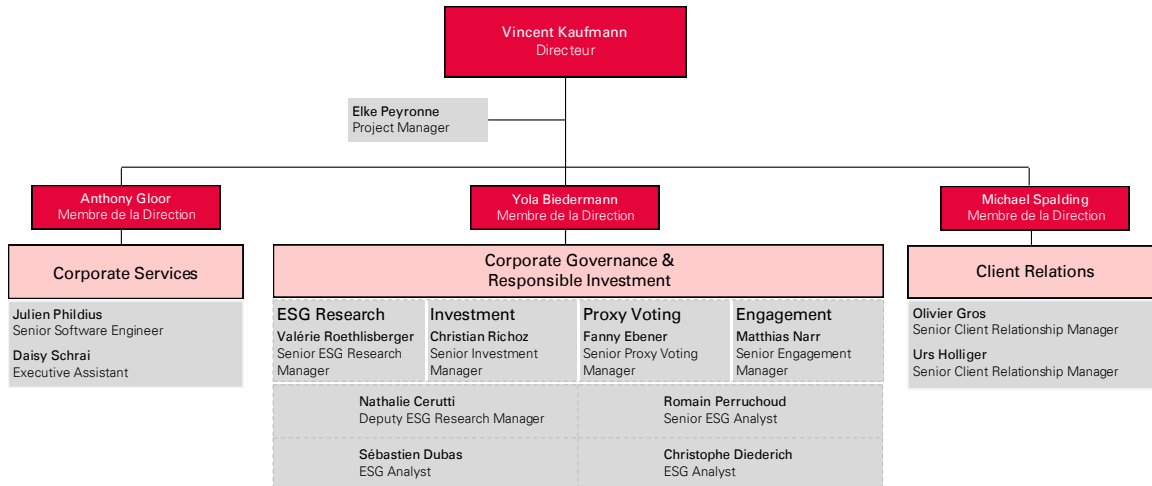 Vincent Kaufmann
Directeur
Elke Peyronne
Project Manager
Anthony Gloor
Membre de la Direction
Yola Biedermann
Membre de la Direction
Michael Spalding
Membre de la Direction
Corporate Services
Corporate Governance &
Responsible Investment
Client Relations
Julien Phildius
Senior Software Engineer
Daisy Schrai
Executive Assistant
ESG Research
Valérie Roethlisberger
Senior ESG Research
Manager
Investment
Christian Richoz
Senior Investment
Manager
Proxy Voting
Fanny Ebener
Senior Proxy Voting
Manager
Engagement
Matthias Narr
Senior Engagement
Manager
Nathalie Cerutti
Deputy ESG Research Manager
Romain Perruchoud
Senior ESG Analyst
Sébastien Dubas
ESG Analyst
Christophe Diederich
ESG Analyst
Olivier Gros
Senior Client Relationship Manager
Urs Holliger
Senior Client Relationship Manager